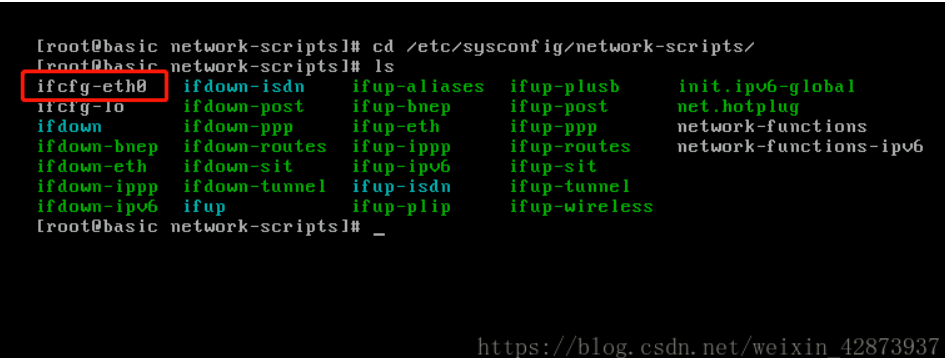 [root@basic network-scripts]# cd /etc/sysconfig/network-scripts/
[root@basic network-scripts]# ls
ifcfg-eth0 ifdown-isdn ifup-aliases ifup-plusb init.ipv6-global
ifcfg-lo ifdown-post ifup-bnep ifup-post net.hotplug
ifdown ifdown-ppp ifup-eth ifup-ppp network-functions
ifdown-bnep ifdown-routes ifup-ippp ifup-routes network-functions-ipv6
ifdown-eth ifdown-sit ifup-ipv6 ifup-sit
ifdown-ippp ifdown-tunnel ifup-isdn ifup-tunnel
ifdown-ipv6 ifup ifup-plip ifup-wireless
[root@basic network-scripts]# _
https://blog.csdn.net/weixin_42873937